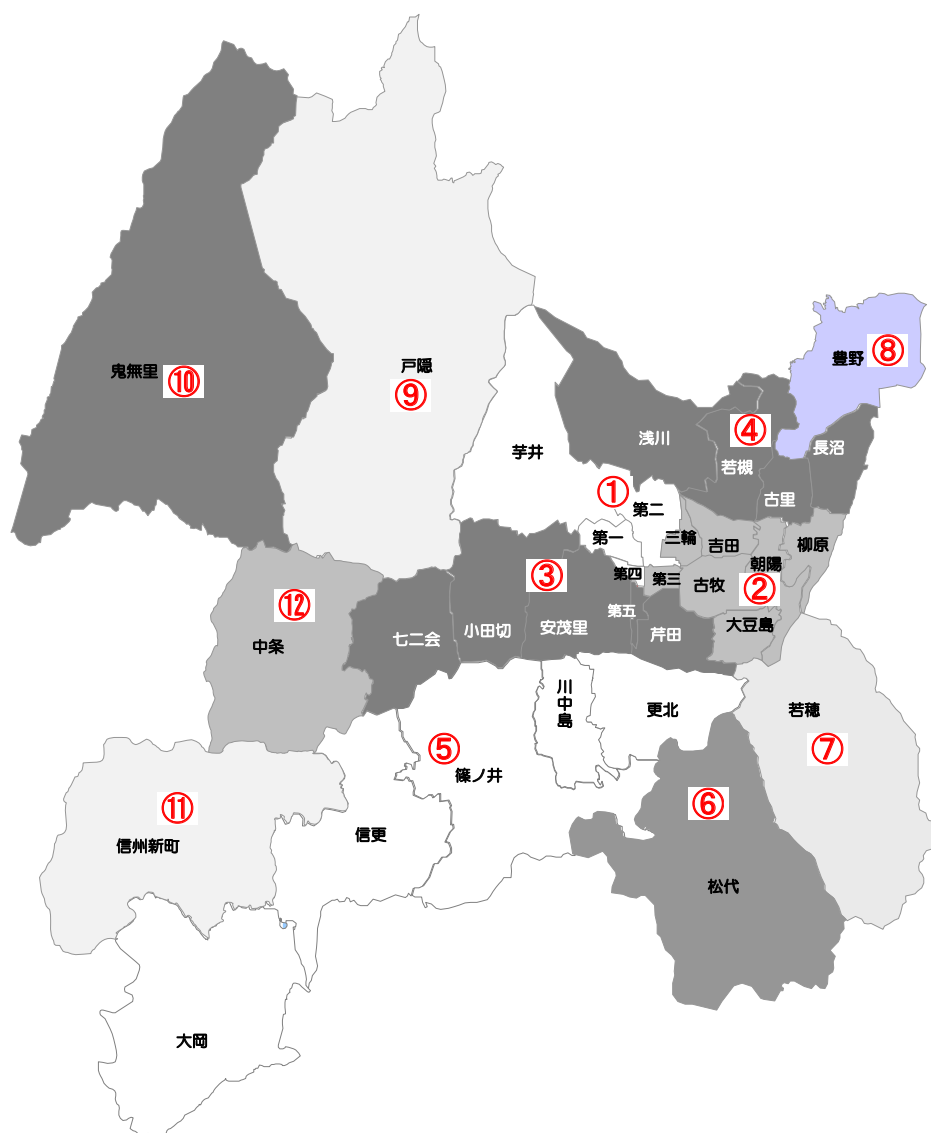 豊野
⑧
戸隠
鬼無里
⑩
⑨
④
浅川
長沼
芋井
若槻
①
古里
第二
第一
三輪
吉田
柳原
朝陽
③
第四
第三
古牧
②
⑫
第五
大豆島
七二会
小田切
安茂里
芹田
中条
川中島
更北
若穂
⑤
篠ノ井
⑦
⑪
⑥
信更
信州新町
松代
大岡